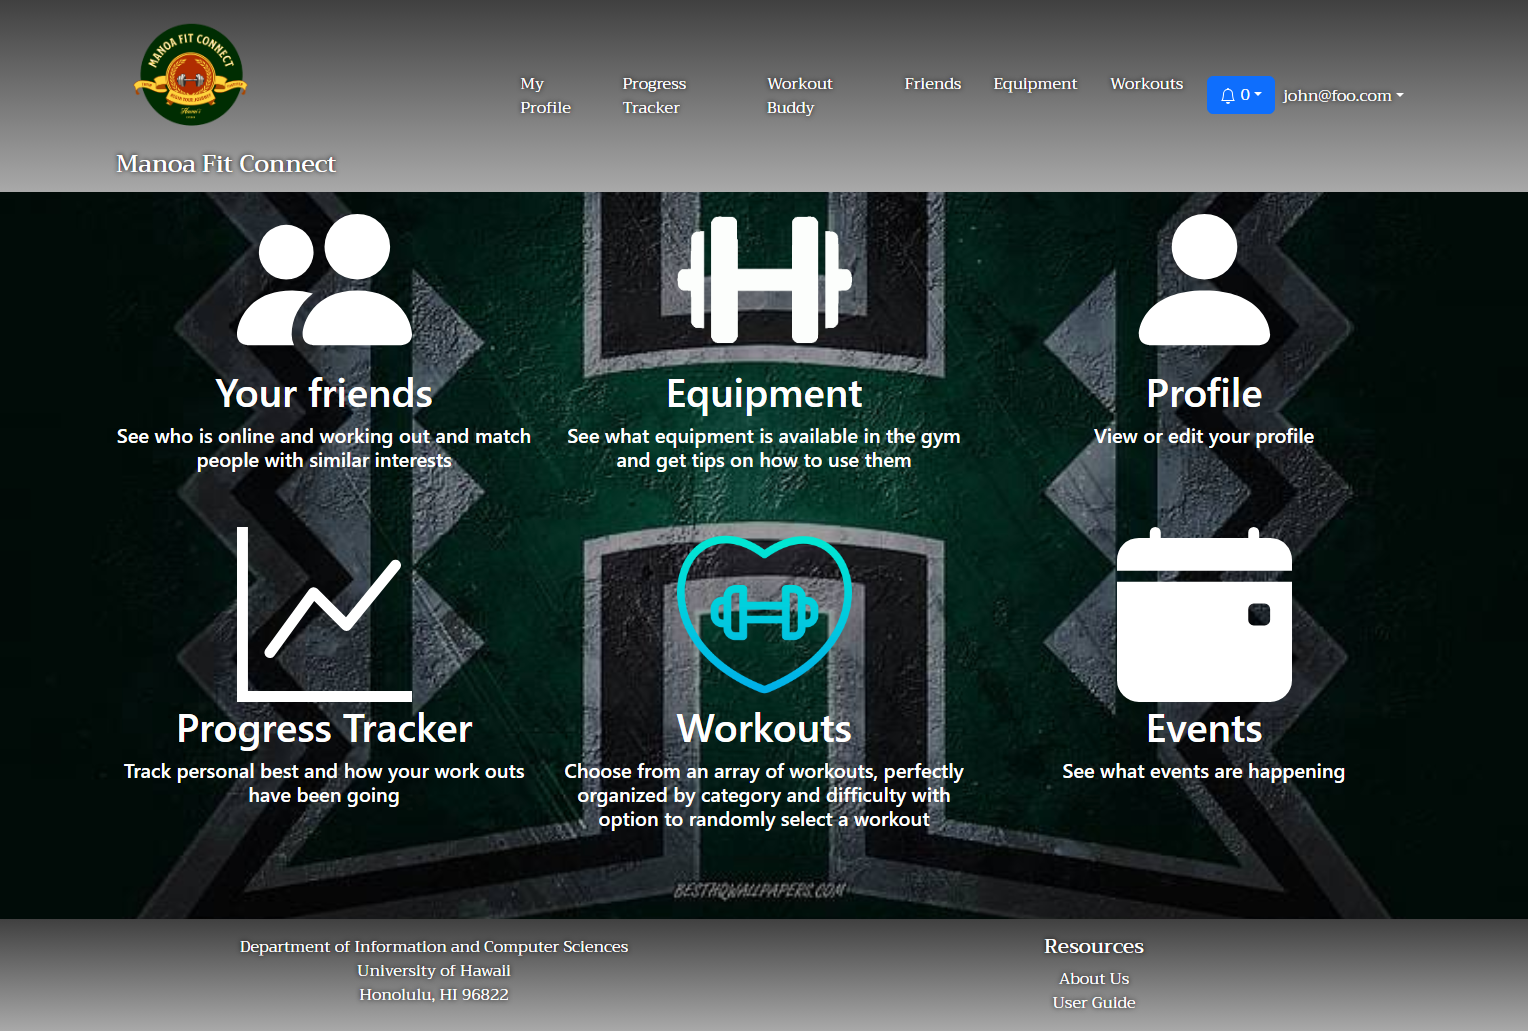 MANOA FIT CONNECT
Manoa Fit Connect
My
Profile
Progress
Tracker
Workout
Buddy
Friends
Equipment
Workouts
0
john@foo.com
Your friends
See who is online and working out and match
people with similar interests
Equipment
See what equipment is available in the gym
and get tips on how to use them
Profile
View or edit your profile
Progress Tracker
Track personal best and how your work outs
have been going
Workouts
Choose from an array of workouts, perfectly
organized by category and difficulty with
option to randomly select a workout
Events
See what events are happening
BESTHQWALLPAPERS.COM
Department of Information and Computer Sciences
University of Hawaii
Honolulu, HI 96822
Resources
About Us
User Guide